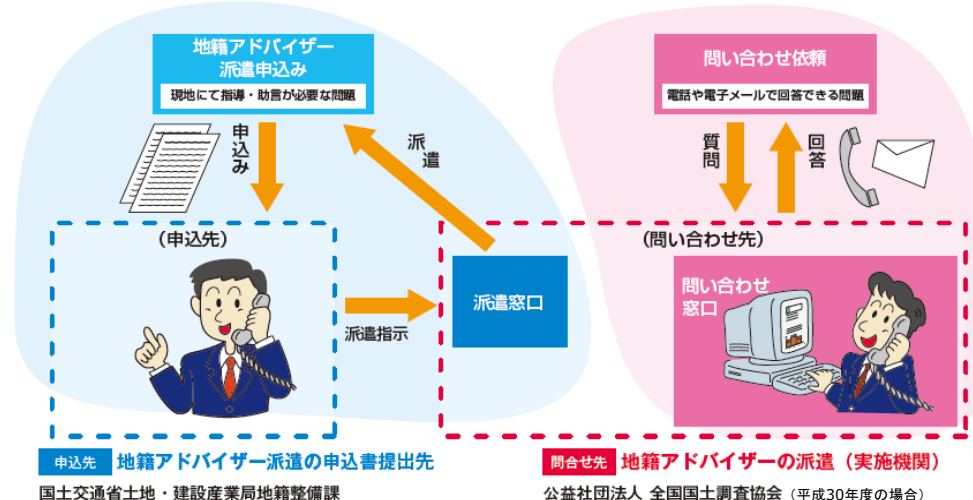 地籍アドバイザー
派遣申込み
現地にて指導・助言が必要な問題
申込み
派遣
(申込先)
派遣指示
派遣窓口
問い合わせ依頼
電話や電子メールで回答できる問題
質問
回答
(問い合わせ先)
問い合わせ
窓口
申込先 地籍アドバイザー派遣の申込書提出先
国土交通省土地・建設産業局地籍整備課
問合せ先 地籍アドバイザーの派遣（実施機関）
公益社団法人 全国国土調査協会（平成30年度の場合）